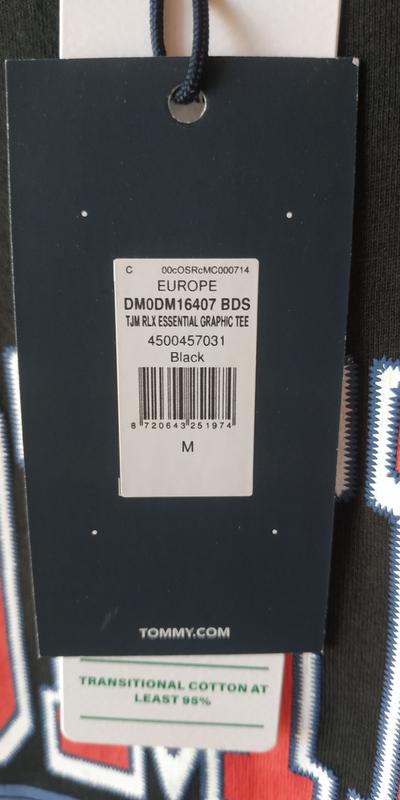 C 00cOSRcMC000714
EUROPE
DM0DM16407 BDS
TJM RLX ESSENTIAL GRAPHIC TEE
4500457031
Black
8 720643 251974
M
TOMMY.COM
TRANSITIONAL COTTON AT
LEAST 95%